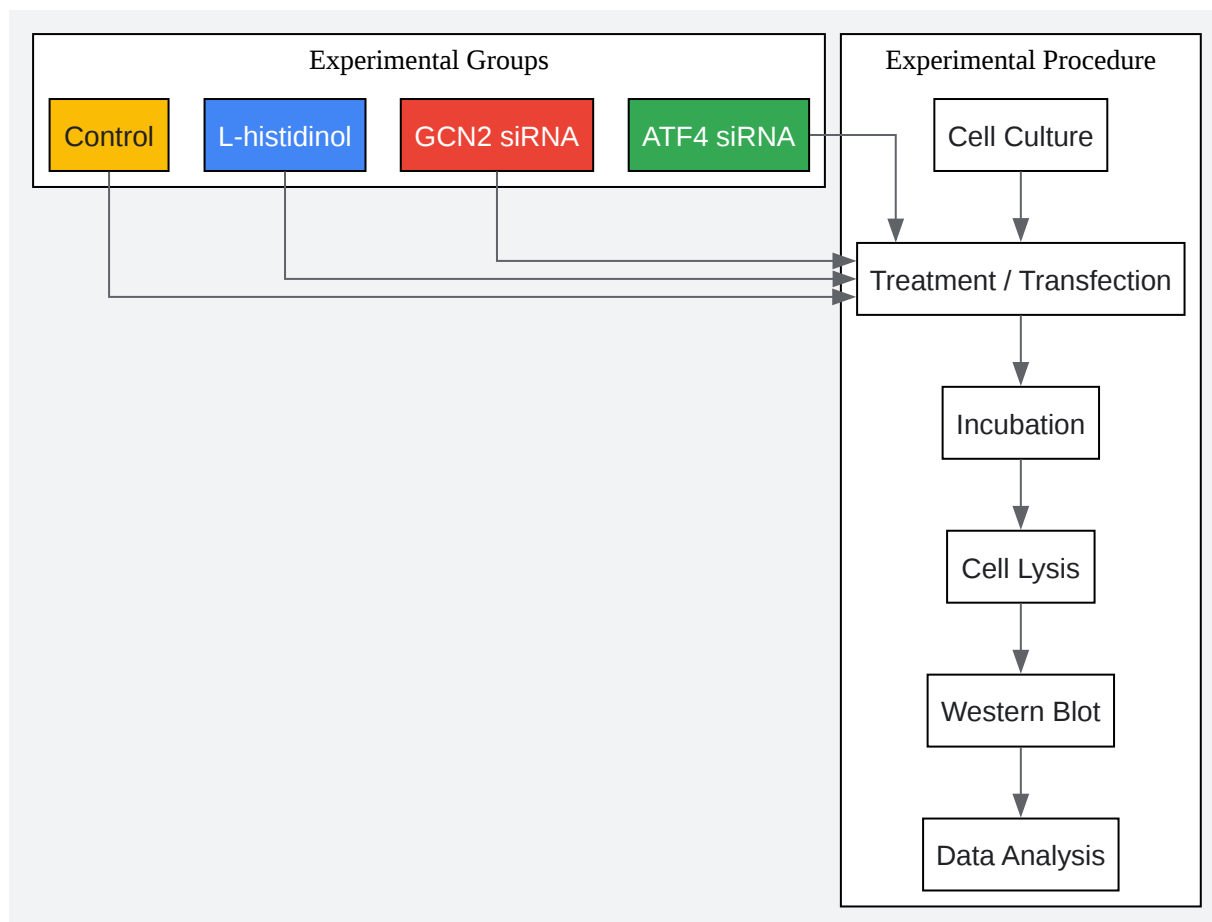 Experimental Groups
Control
L-histidinol
GCN2 siRNA
ATF4 siRNA
Experimental Procedure
Cell Culture
Treatment / Transfection
Incubation
Cell Lysis
Western Blot
Data Analysis